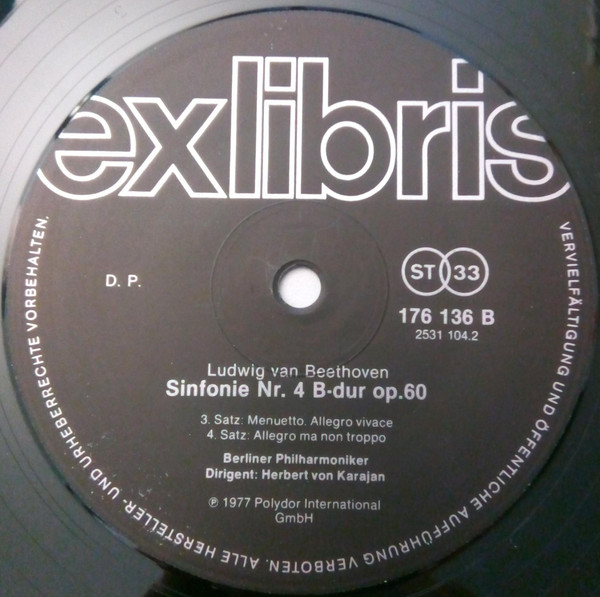 exlibris
D. P.
ST 33
176 136 B
2531 104.2
Ludwig van Beethoven
Sinfonie Nr. 4 B-dur op.60
3. Satz: Menuetto. Allegro vivace
4. Satz: Allegro ma non troppo
Berliner Philharmoniker
Dirigent: Herbert von Karajan
℗ 1977 Polydor International
GmbH
ALLE HERSTELLER- UND URHEBERRECHTE VORBEHALTEN.
VERVIELFÄLTIGUNG UND ÖFFENTLICHE AUFFÜHRUNG VERBOTEN.